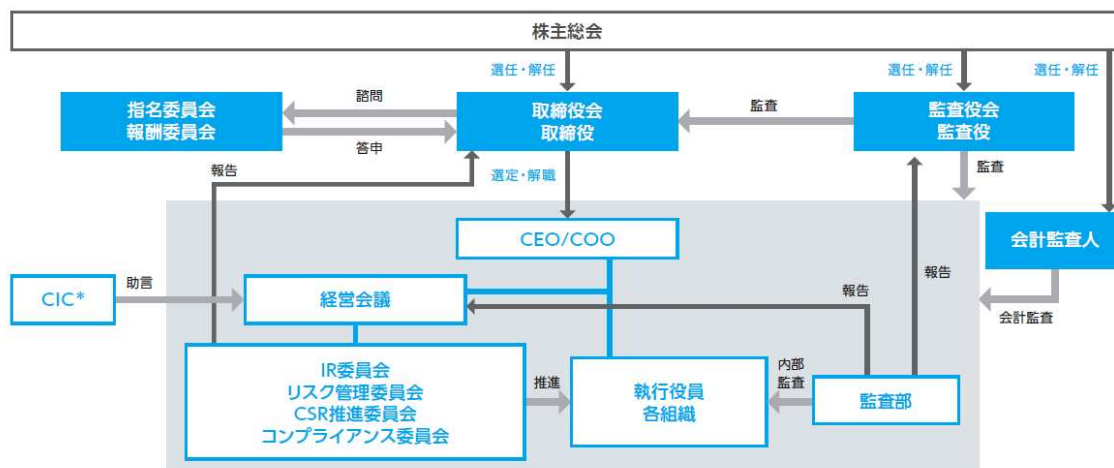 株主総会
選任・解任
選任・解任
選任・解任
指名委員会
報酬委員会
諮問
答申
取締役会
取締役
監査
監査役会
監査役
報告
選定・解職
監査
CEO/COO
会計監査人
CIC*
助言
経営会議
報告
報告
会計監査
IR委員会
リスク管理委員会
CSR推進委員会
コンプライアンス委員会
推進
執行役員
各組織
内部
監査
監査部